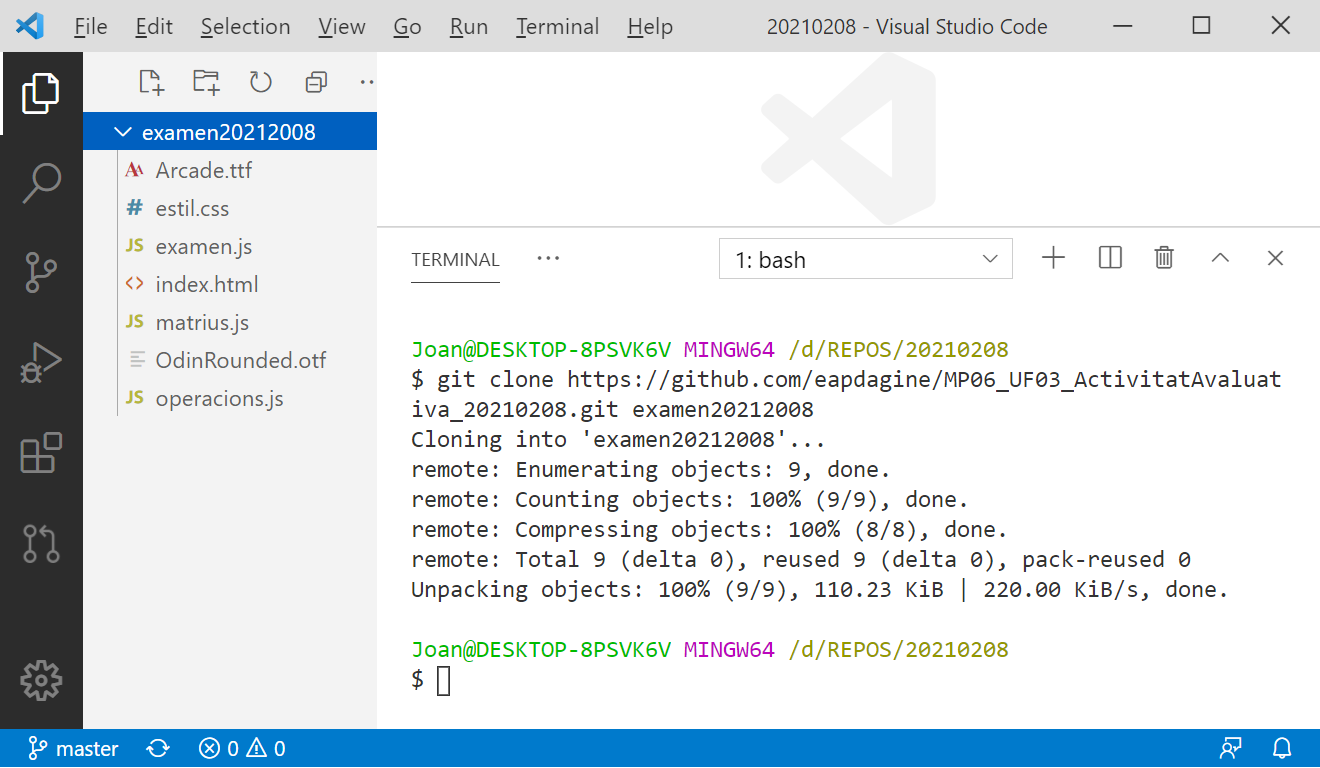 File Edit Selection View Go Run Terminal Help 20210208 - Visual Studio Code
examen20212008
Arcade.ttf
# estil.css
JS examen.js
<> index.html
JS matrius.js
OdinRounded.otf
JS operacions.js
TERMINAL ... 1: bash
Joan@DESKTOP-8PSVK6V MINGW64 /d/REPOS/20210208
$ git clone https://github.com/eapdagine/MP06_UF03_ActivitatAvaluat
iva_20210208.git examen20212008
Cloning into 'examen20212008'...
remote: Enumerating objects: 9, done.
remote: Counting objects: 100% (9/9), done.
remote: Compressing objects: 100% (8/8), done.
remote: Total 9 (delta 0), reused 9 (delta 0), pack-reused 0
Unpacking objects: 100% (9/9), 110.23 KiB | 220.00 KiB/s, done.
Joan@DESKTOP-8PSVK6V MINGW64 /d/REPOS/20210208
$
master 0 0